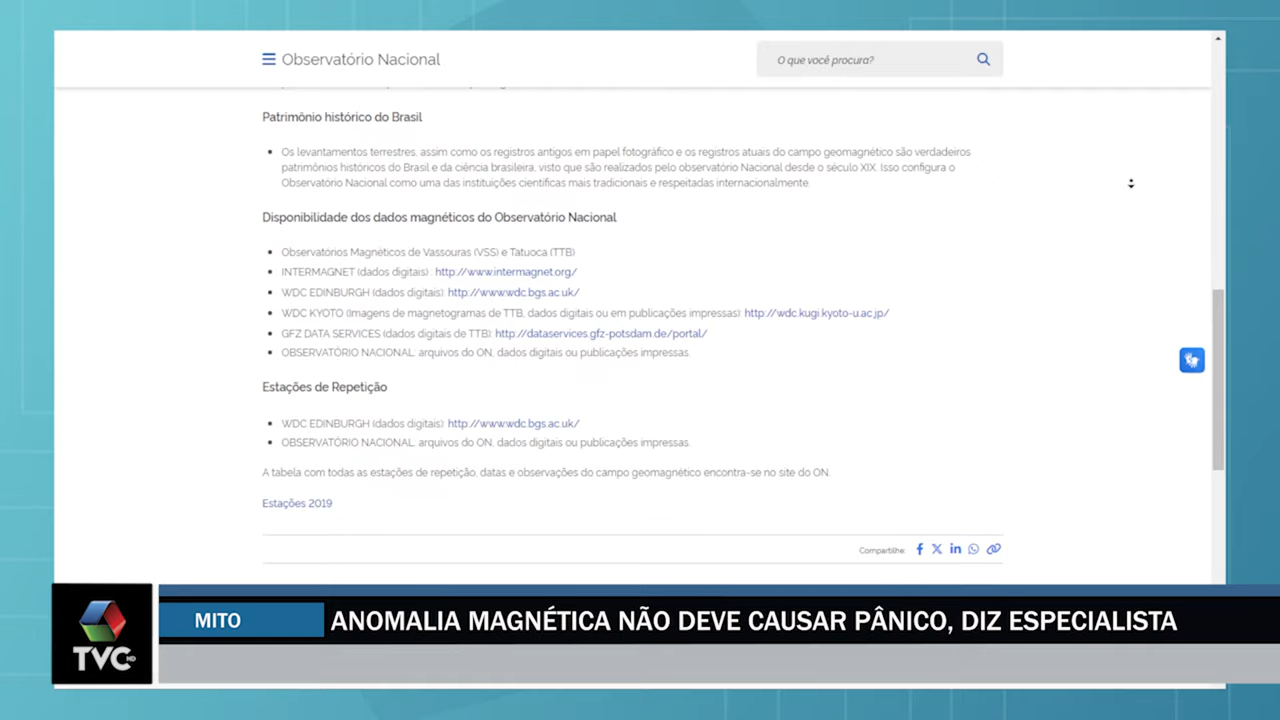 Observatório Nacional
O que você procura?
Patrimônio histórico do Brasil
Os levantamentos terrestres, assim como os registros antigos em papel fotográfico e os registros atuais do campo geomagnético são verdadeiros
patrimônios históricos do Brasil e da ciência brasileira, visto que são realizados pelo observatório Nacional desde o século XIX. Isso configura o
Observatório Nacional como uma das instituições científicas mais tradicionais e respeitadas internacionalmente.
Disponibilidade dos dados magnéticos do Observatório Nacional
Observatórios Magnéticos de Vassouras (VSS) e Tatuoca (TTB)
INTERMAGNET (dados digitais) : http://www.intermagnet.org/
WDC EDINBURGH (dados digitais): http://www.wdc.bgs.ac.uk/
WDC KYOTO (Imagens de magnetogramas de TTB, dados digitais ou em publicações impressas): http://wdc.kugi.kyoto-u.ac.jp/
GFZ DATA SERVICES (dados digitais de TTB): http://dataservices.gfz-potsdam.de/portal/
OBSERVATÓRIO NACIONAL: arquivos do ON, dados digitais ou publicações impressas.
Estações de Repetição
WDC EDINBURGH (dados digitais): http://www.wdc.bgs.ac.uk/
OBSERVATÓRIO NACIONAL: arquivos do ON, dados digitais ou publicações impressas.
A tabela com todas as estações de repetição, datas e observações do campo geomagnético encontra-se no site do ON.
Estações 2019
Compartilhe:
MITO
ANOMALIA MAGNÉTICA NÃO DEVE CAUSAR PÂNICO, DIZ ESPECIALISTA
TVC HD